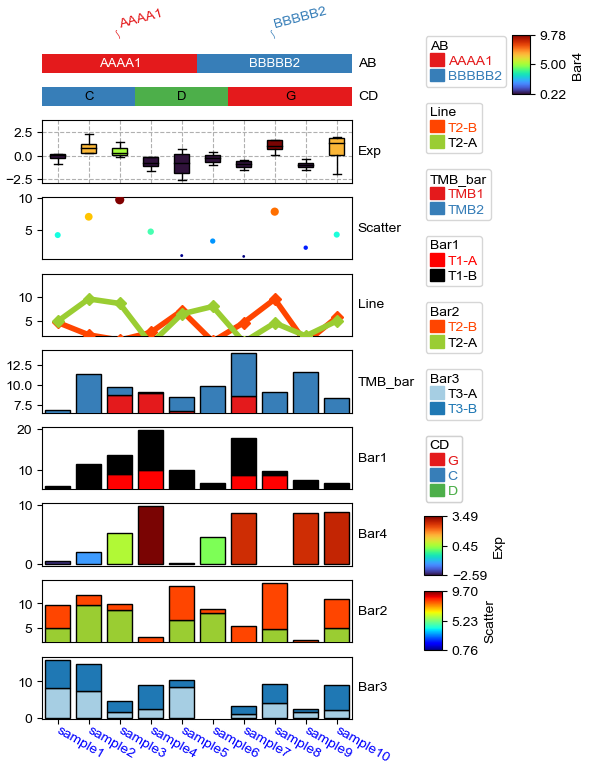 AAAA1
BBBBB2
AAAA1 BBBBB2 AB
C D G CD
2.5
0.0
−2.5
Exp
10
5
Scatter
10
5
Line
12.5
10.0
7.5
TMB_bar
20
10
Bar1
10
0
Bar4
10
5
Bar2
10
0
Bar3
sample1 sample2 sample3 sample4 sample5 sample6 sample7 sample8 sample9 sample10
AB
AAAA1
BBBBB2
9.78
5.00
0.22
Bar4
Line
T2-B
T2-A
TMB_bar
TMB1
TMB2
Bar1
T1-A
T1-B
Bar2
T2-B
T2-A
Bar3
T3-A
T3-B
CD
G
C
D
3.49
0.45
−2.59
Exp
9.70
5.23
0.76
Scatter